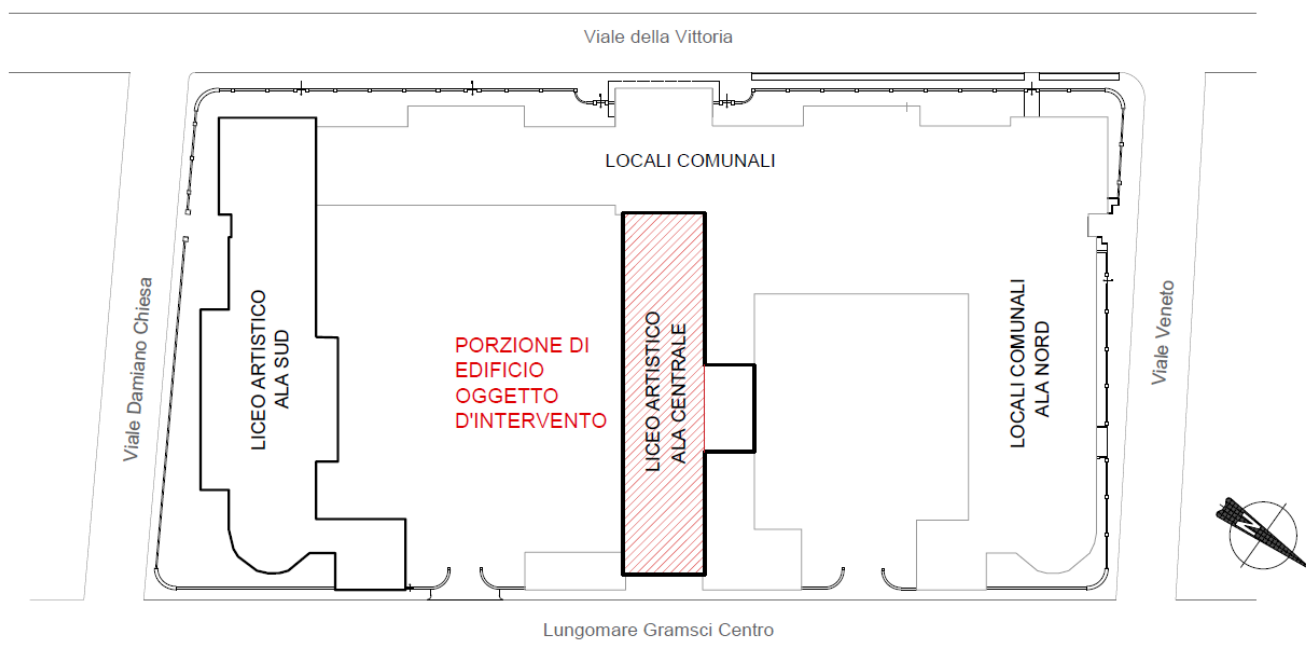 Viale della Vittoria
LOCALI COMUNALI
Viale Damiano Chiesa
LICEO ARTISTICO
ALA SUD
PORZIONE DI
EDIFICIO
OGGETTO
D'INTERVENTO
LICEO ARTISTICO
ALA CENTRALE
LOCALI COMUNALI
ALA NORD
Viale Veneto
Lungomare Gramsci Centro